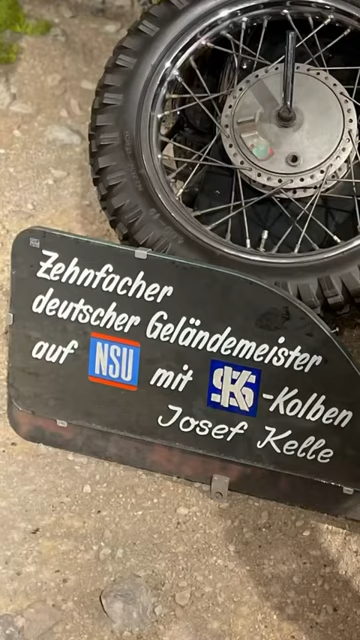 Zehnfacher
deutscher Geländemeister
auf NSU mit KS-Kolben
Josef Kelle